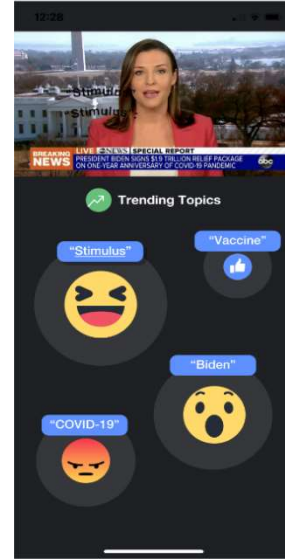 12:28
Stimulus
Stimulus
LIVE abc NEWS SPECIAL REPORT
BREAKING NEWS
PRESIDENT BIDEN SIGNS $1.9 TRILLION RELIEF PACKAGE
ON ONE-YEAR ANNIVERSARY OF COVID-19 PANDEMIC
abc
Trending Topics
"Stimulus"
"Vaccine"
"Biden"
"COVID-19"